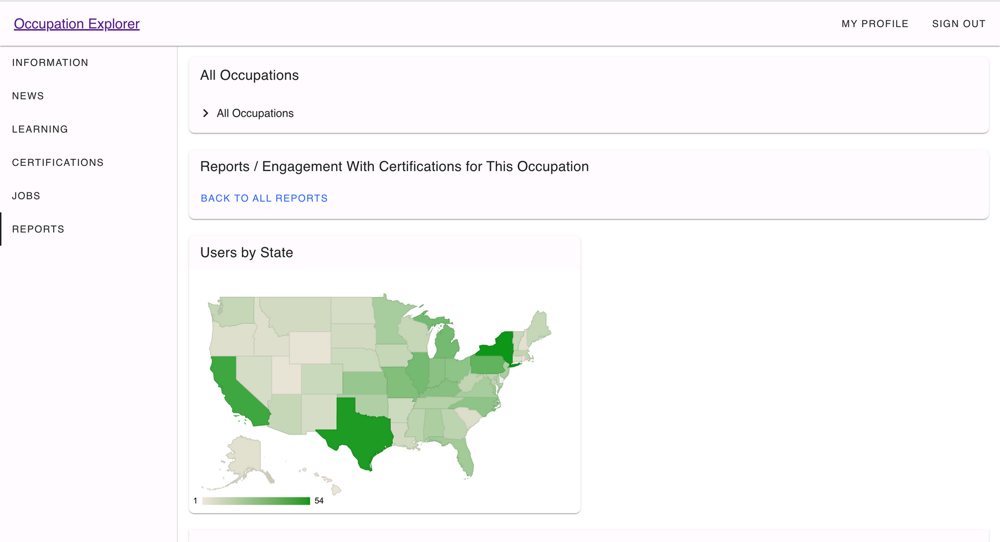 Occupation Explorer
MY PROFILE
SIGN OUT
INFORMATION
NEWS
LEARNING
CERTIFICATIONS
JOBS
REPORTS
All Occupations
All Occupations
Reports / Engagement With Certifications for This Occupation
BACK TO ALL REPORTS
Users by State
1
54